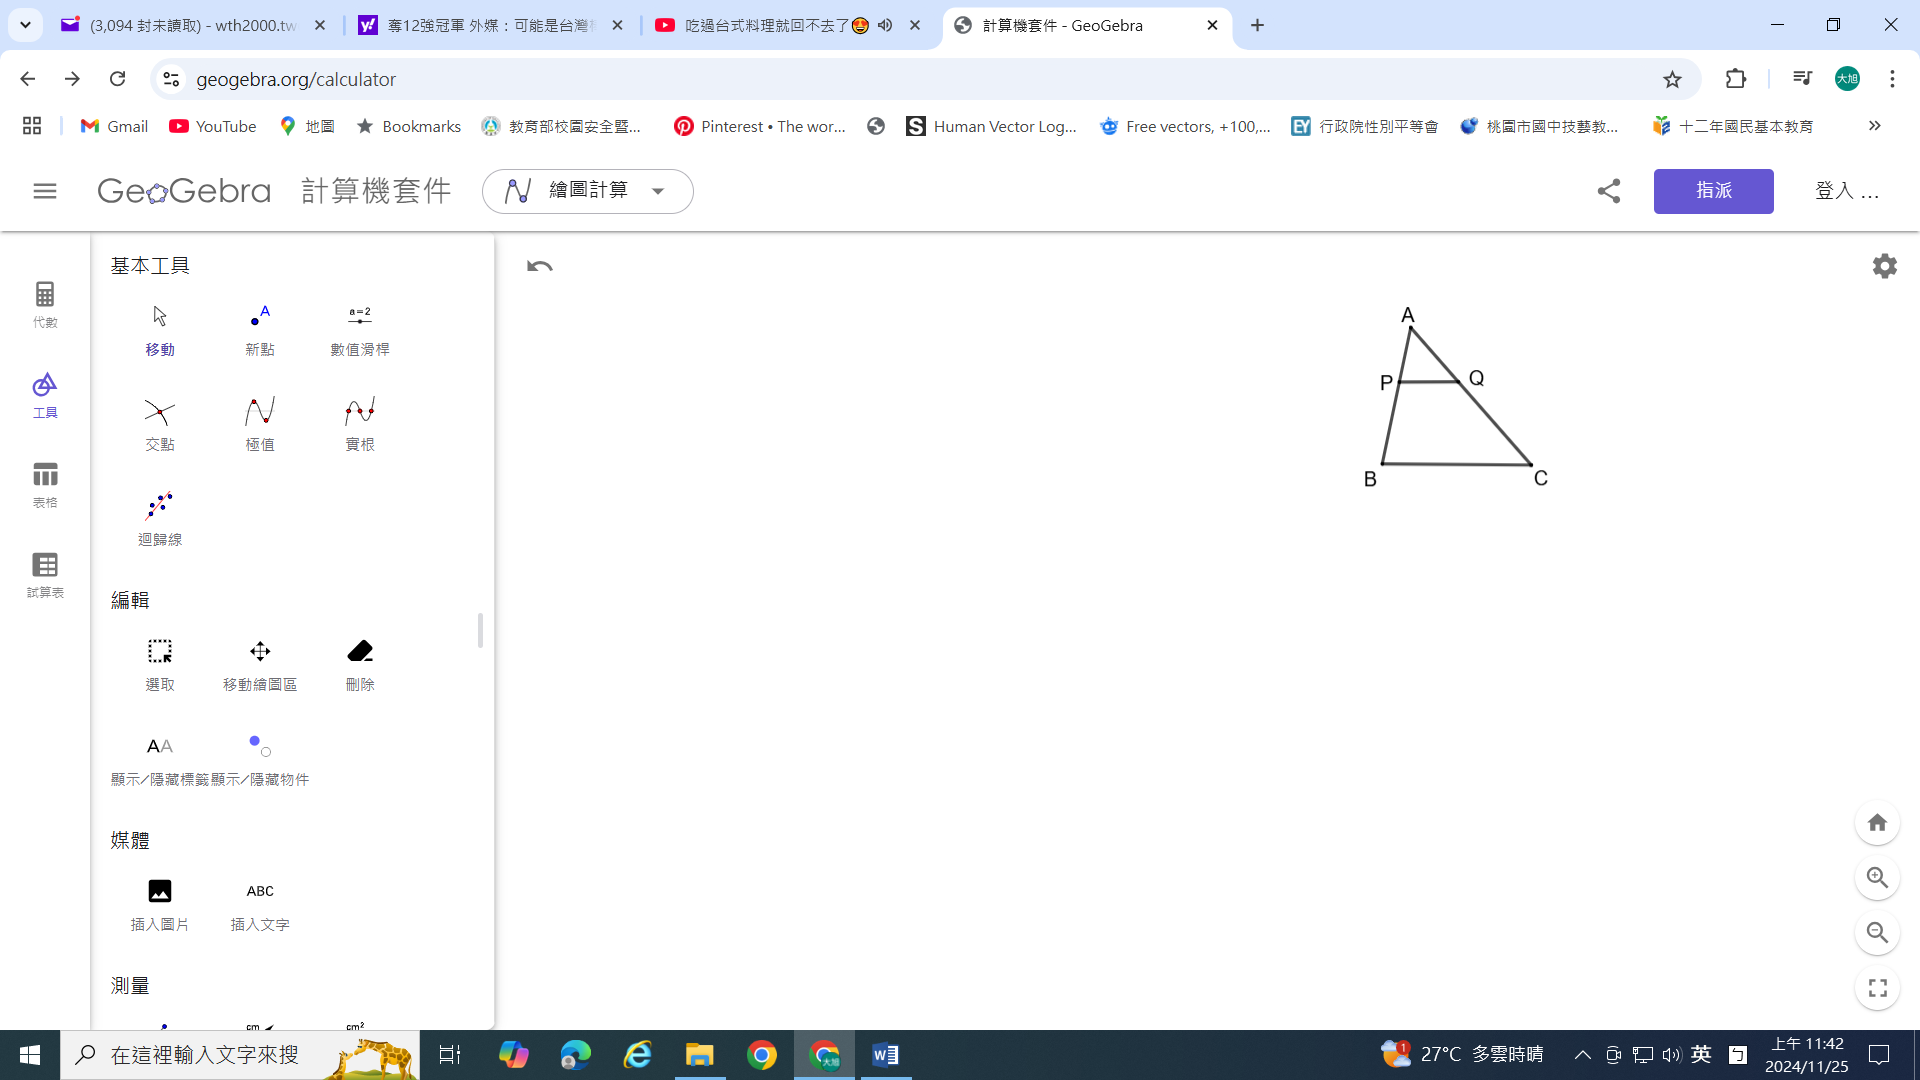 (3,094 封未讀取) - wth2000.tw
奪12強冠軍 外媒：可能是台灣
吃過台式料理就回不去了😍
計算機套件 - GeoGebra
geogebra.org/calculator
大旭
Gmail
YouTube
地圖
Bookmarks
教育部校園安全暨...
Pinterest • The wor...
Human Vector Log...
Free vectors, +100,...
行政院性別平等會
桃園市國中技藝教...
十二年國民基本教育
GeoGebra 計算機套件
繪圖計算
指派
登入 ...
代數
工具
表格
試算表
基本工具
A
a=2
移動 新點 數值滑桿
交點 極值 實根
迴歸線
編輯
選取 移動繪圖區 刪除
AA
顯示／隱藏標籤 顯示／隱藏物件
媒體
ABC
插入圖片 插入文字
測量
cm cm²
A
P Q
B C
在這裡輸入文字來搜
大旭
27°C 多雲時晴
1
英
ㄅ
上午 11:42
2024/11/25